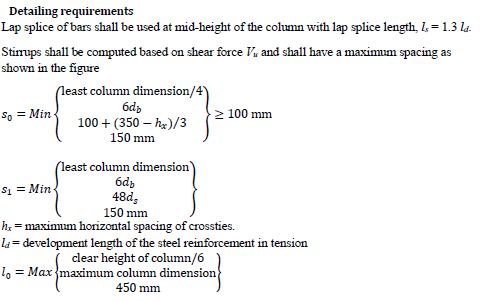 Detailing requirements
Lap splice of bars shall be used at mid-height of the column with lap splice length, lₛ = 1.3 l_d.
Stirrups shall be computed based on shear force Vᵤ and shall have a maximum spacing as
shown in the figure
s₀ = Min { least column dimension/4
6d_b
100 + (350 − hₓ)/3
150 mm } ≥ 100 mm
s₁ = Min { least column dimension
6d_b
48dₛ
150 mm }
hₓ = maximum horizontal spacing of crossties.
l_d = development length of the steel reinforcement in tension
l₀ = Max { clear height of column/6
maximum column dimension
450 mm }